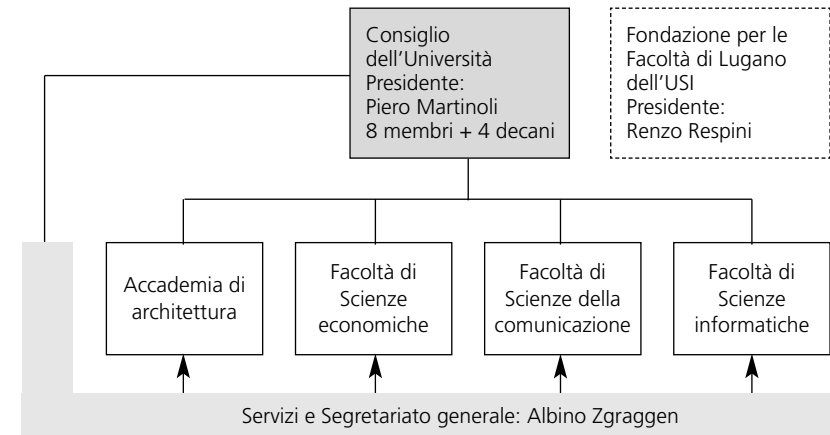 Consiglio
dell’Università
Presidente:
Piero Martinoli
8 membri + 4 decani
Fondazione per le
Facoltà di Lugano
dell’USI
Presidente:
Renzo Respini
Accademia di
architettura
Facoltà di
Scienze
economiche
Facoltà di
Scienze della
comunicazione
Facoltà di
Scienze
informatiche
Servizi e Segretariato generale: Albino Zgraggen